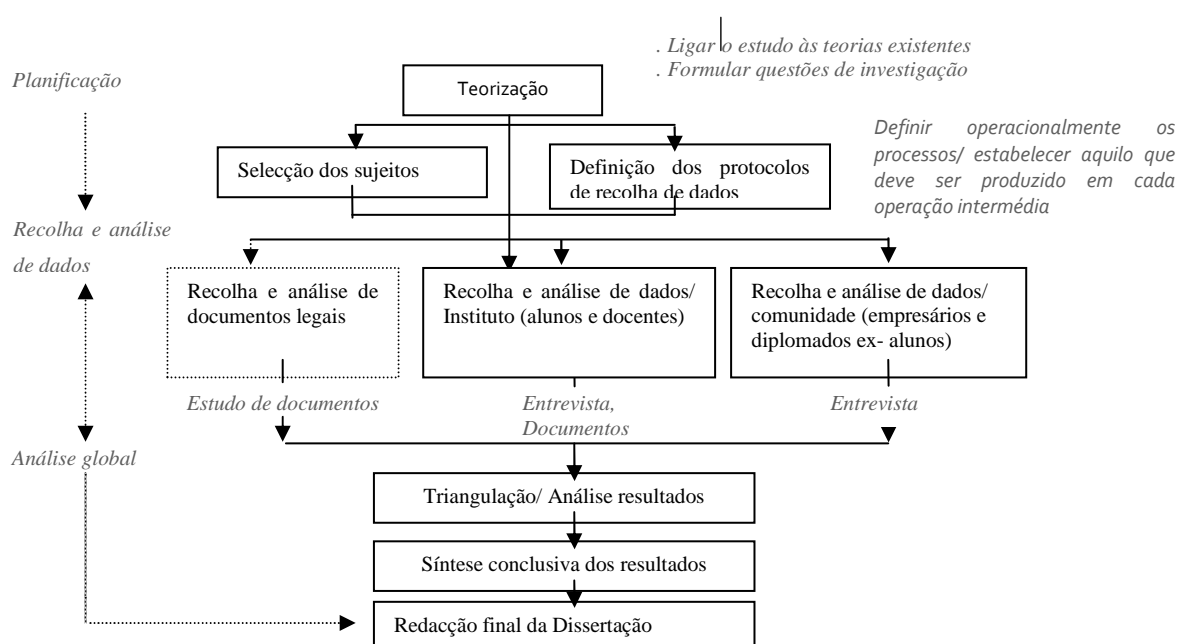 . Ligar o estudo às teorias existentes
. Formular questões de investigação
Planificação
Teorização
Definir operacionalmente os
processos/ estabelecer aquilo que
deve ser produzido em cada
operação intermédia
Selecção dos sujeitos
Definição dos protocolos
de recolha de dados
Recolha e análise
de dados
Recolha e análise de
documentos legais
Recolha e análise de dados/
Instituto (alunos e docentes)
Recolha e análise de dados/
comunidade (empresários e
diplomados ex- alunos)
Estudo de documentos
Entrevista,
Documentos
Entrevista
Análise global
Triangulação/ Análise resultados
Síntese conclusiva dos resultados
Redacção final da Dissertação